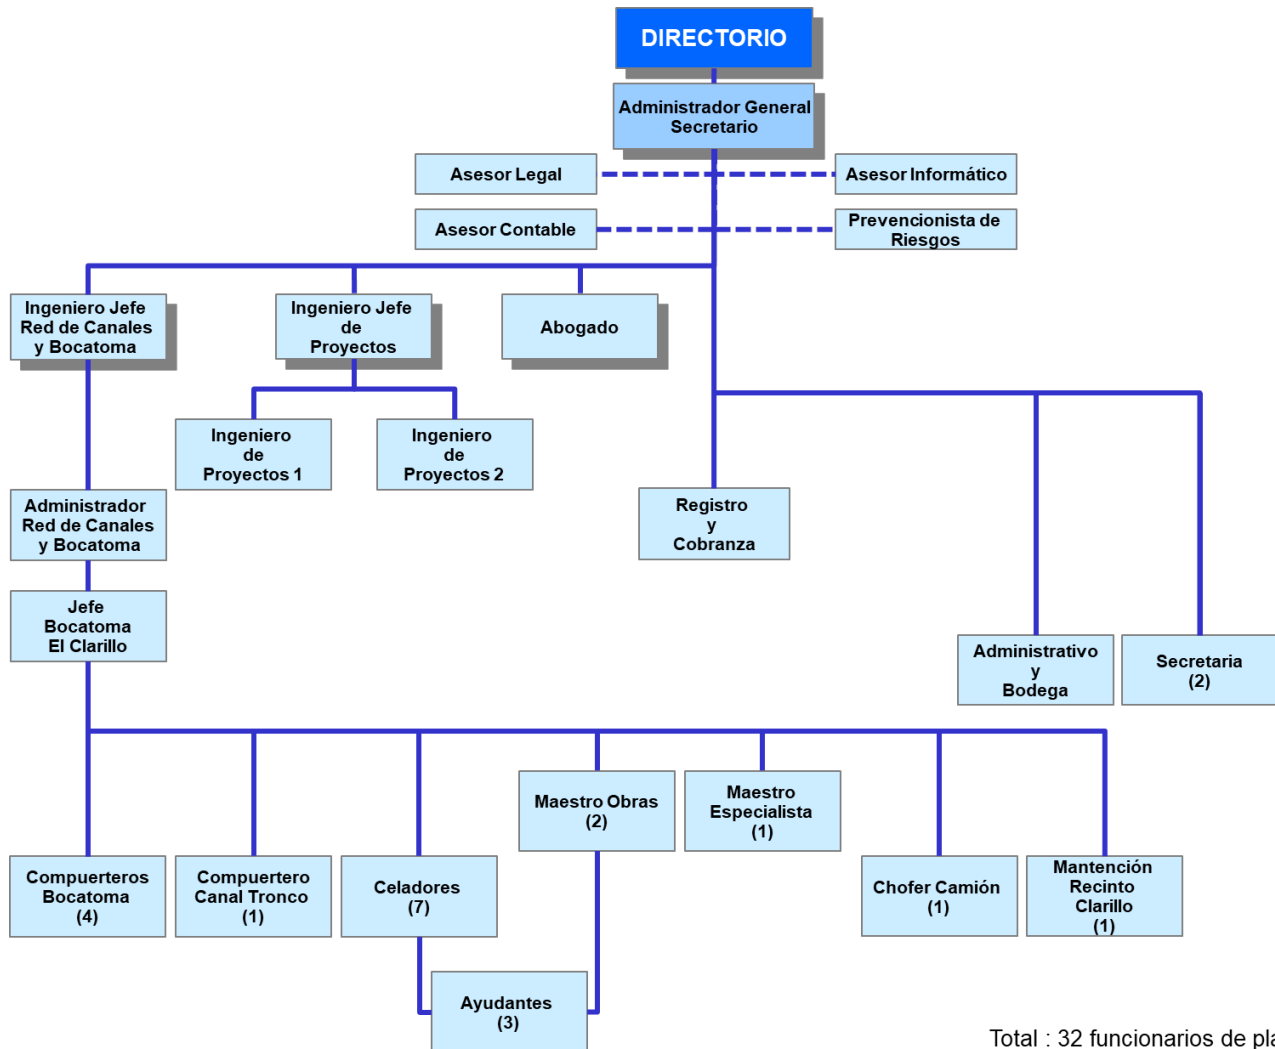 DIRECTORIO
Administrador General
Secretario
Asesor Legal
Asesor Informático
Asesor Contable
Prevencionista de
Riesgos
Ingeniero Jefe
Red de Canales
y Bocatoma
Ingeniero Jefe
de
Proyectos
Abogado
Ingeniero
de
Proyectos 1
Ingeniero
de
Proyectos 2
Administrador
Red de Canales
y Bocatoma
Registro
y
Cobranza
Jefe
Bocatoma
El Clarillo
Administrativo
y
Bodega
Secretaria
(2)
Maestro Obras
(2)
Maestro
Especialista
(1)
Compuerteros
Bocatoma
(4)
Compuertero
Canal Tronco
(1)
Celadores
(7)
Chofer Camión
(1)
Mantención
Recinto
Clarillo
(1)
Ayudantes
(3)
Total : 32 funcionarios de